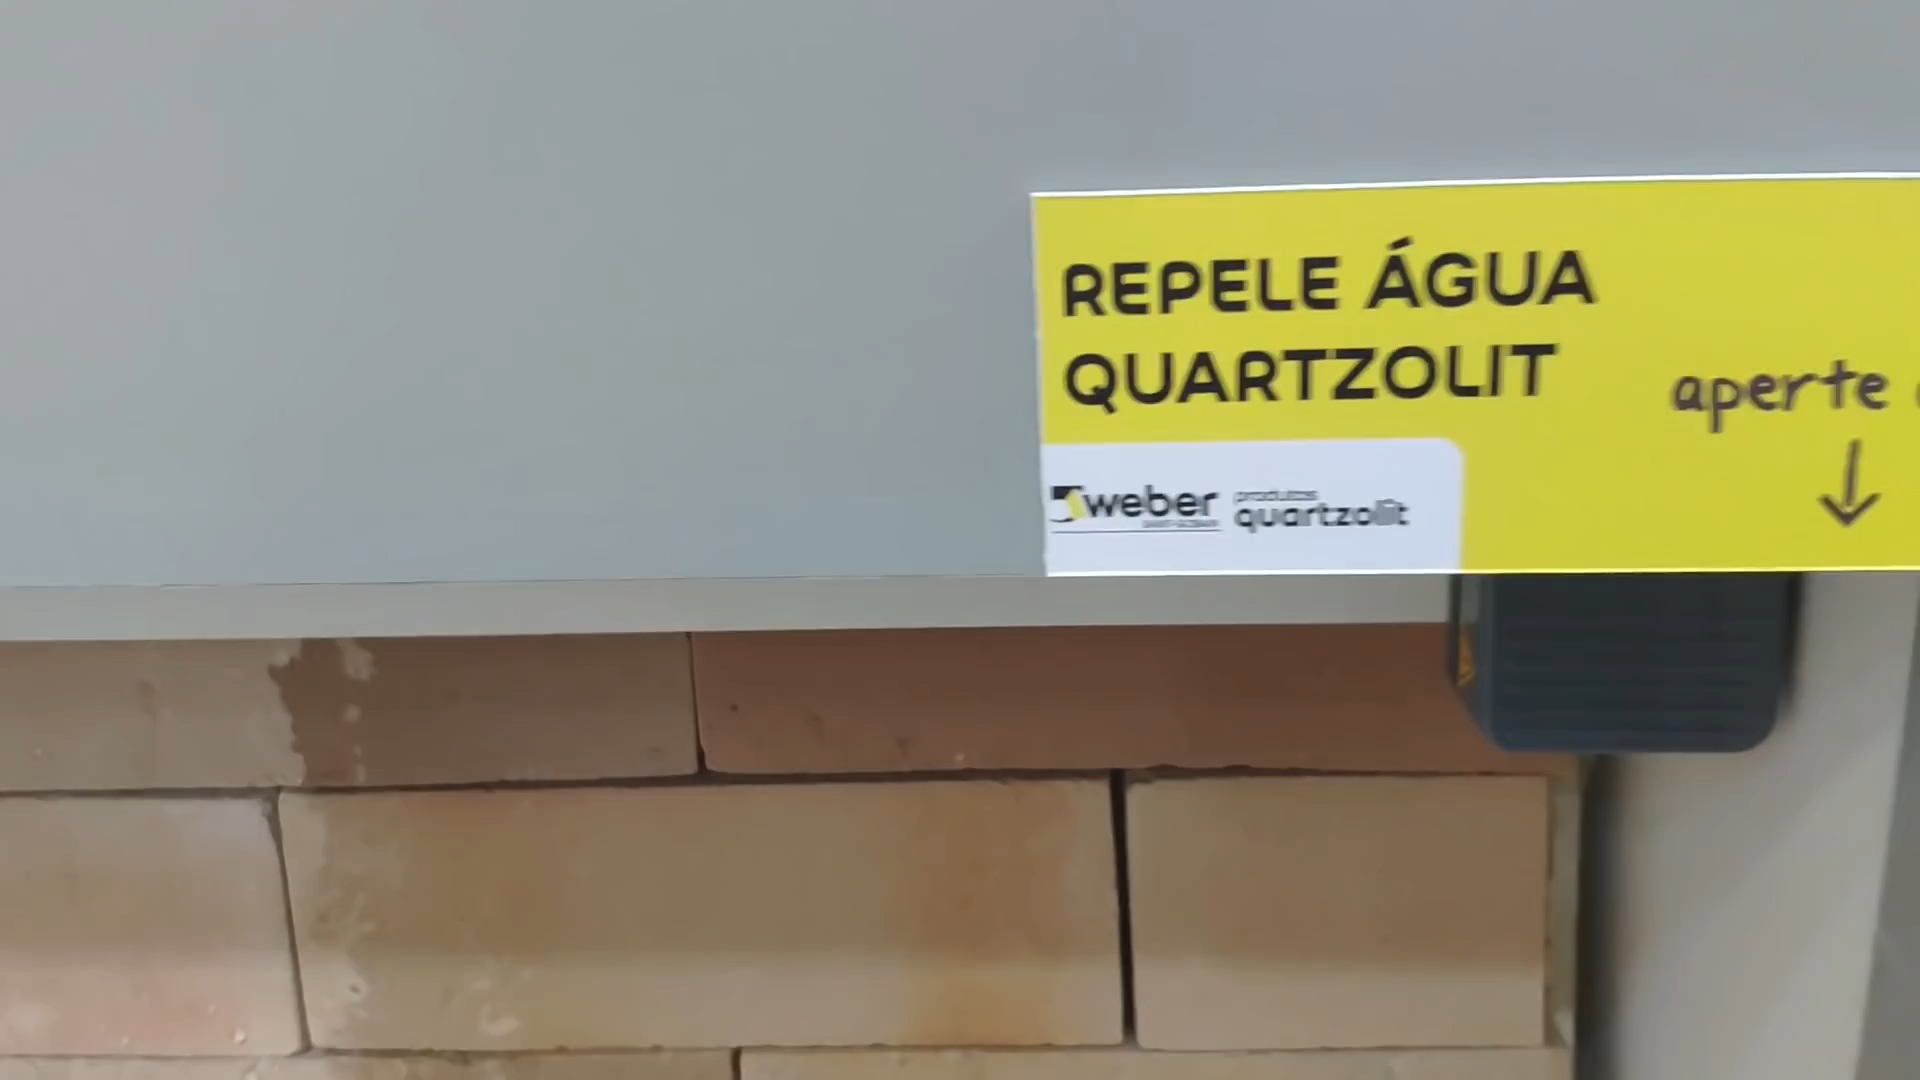 REPELE ÁGUA
QUARTZOLIT
aperte
weber
produtos
quartzolit